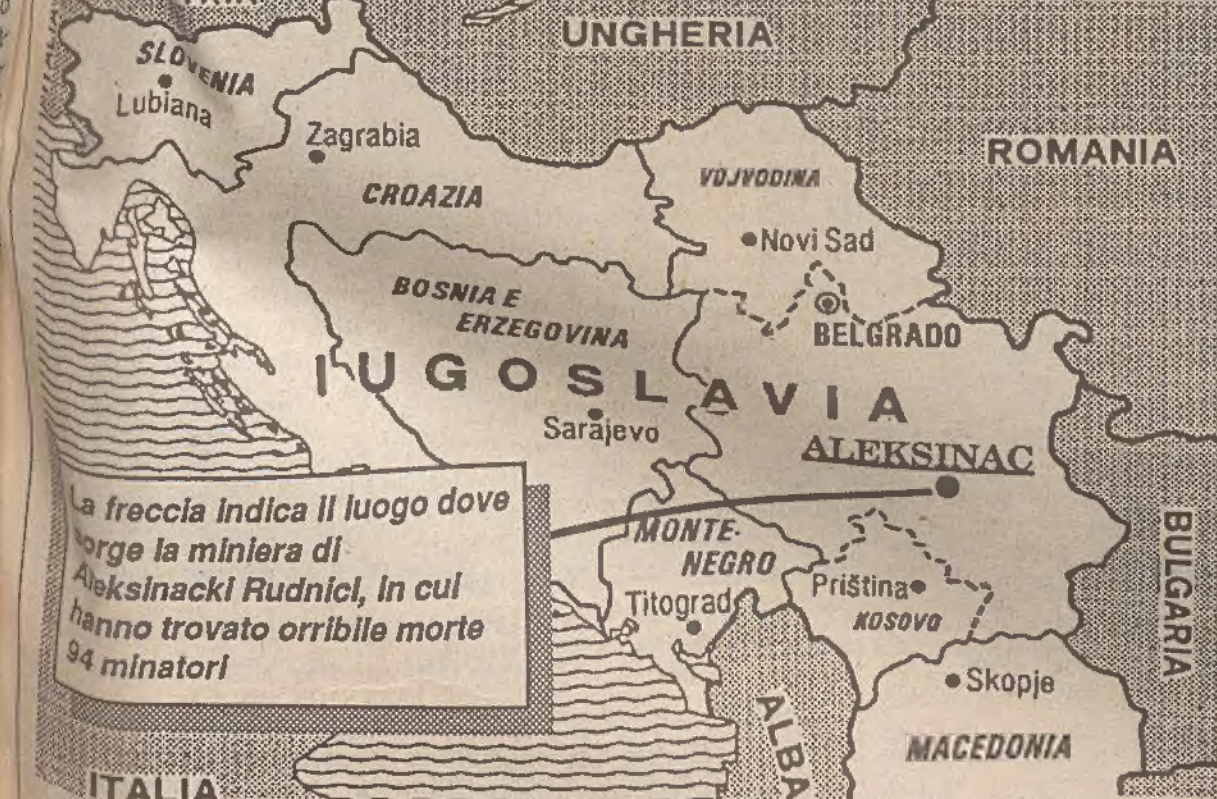 UNGHERIA
SLOVENIA
Lubiana
Zagrabia
CROAZIA
VOJVODINA
ROMANIA
Novi Sad
BELGRADO
BOSNIA E
ERZEGOVINA
IUGOSLAVIA
Sarajevo
ALEKSINAC
La freccia indica il luogo dove
sorge la miniera di
Aleksinacki Rudnici, in cui
hanno trovato orribile morte
94 minatori
MONTE-
NEGRO
Titograd
Priština
KOSOVO
BULGARIA
Skopje
MACEDONIA
ALBA
ITALIA